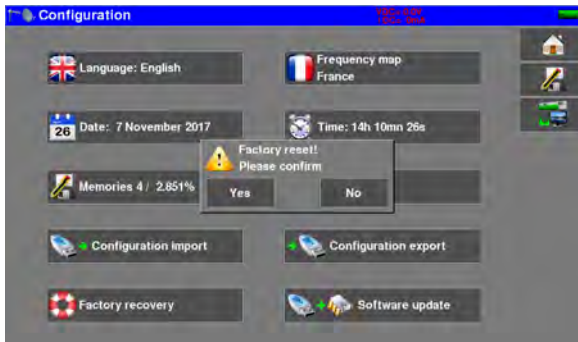 Configuration
Language: English
Frequency map
France
26
Date: 7 November 2017
Time: 14h 10mn 26s
Factory reset!
Please confirm
Yes
No
Memories 4 / 2.851%
Configuration import
Configuration export
Factory recovery
Software update